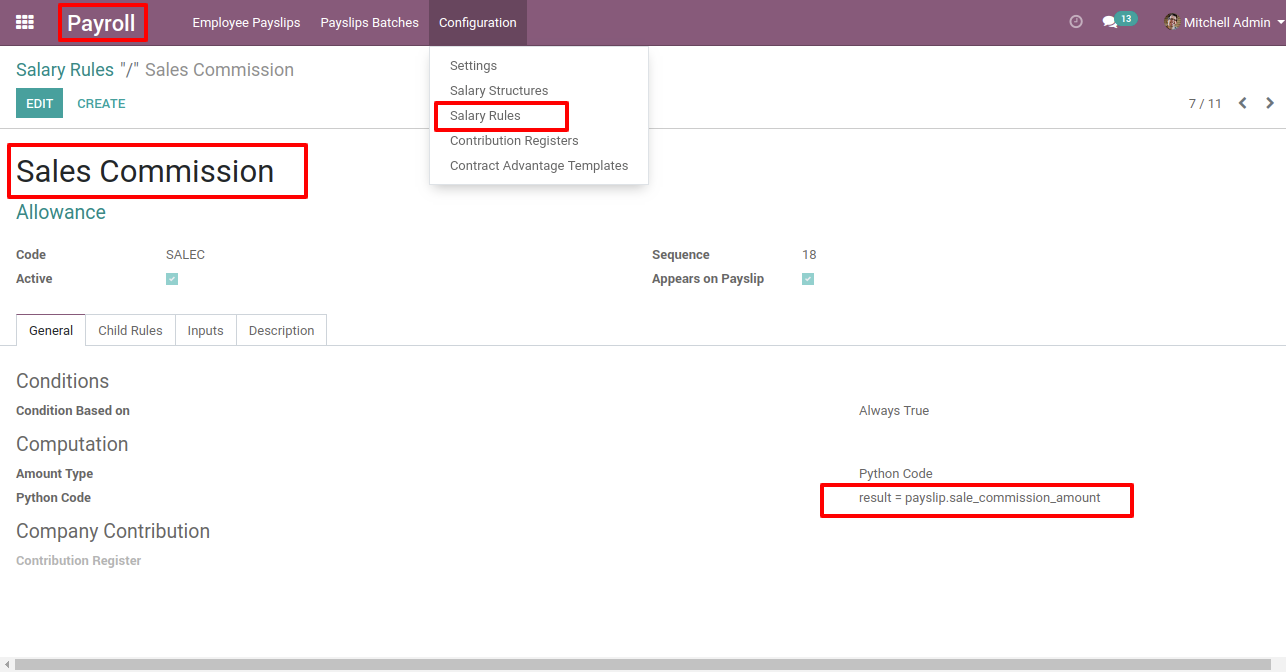 Payroll Employee Payslips Payslips Batches Configuration 13 Mitchell Admin
Settings
Salary Rules "/" Sales Commission
Salary Structures
EDIT CREATE 7 / 11
Salary Rules
Contribution Registers
Contract Advantage Templates
Sales Commission
Allowance
Code SALEC Sequence 18
Active Appears on Payslip
General Child Rules Inputs Description
Conditions
Condition Based on Always True
Computation
Amount Type Python Code
Python Code result = payslip.sale_commission_amount
Company Contribution
Contribution Register